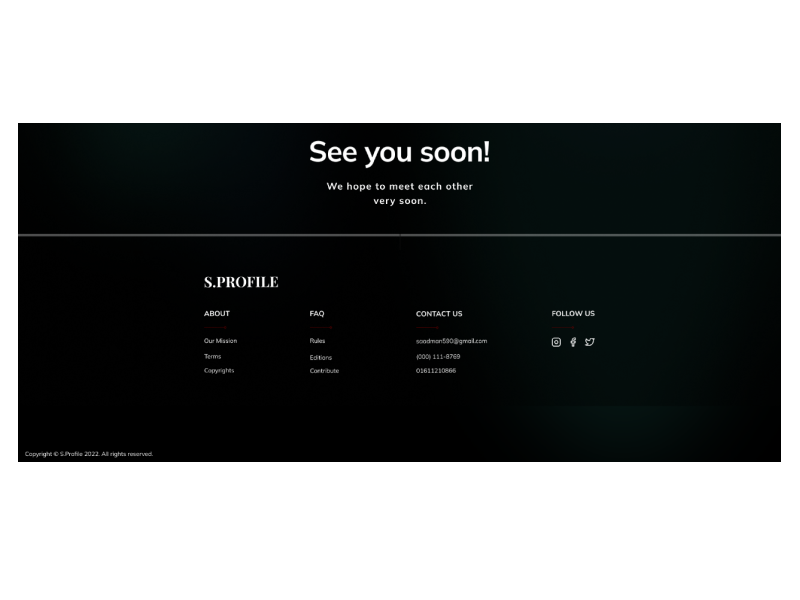 See you soon!
We hope to meet each other
very soon.
S.PROFILE
ABOUT
Our Mission
Terms
Copyrights
FAQ
Rules
Editions
Contribute
CONTACT US
saadman590@gmail.com
(000) 111-8769
01611210866
FOLLOW US
Copyright © S.Profile 2022. All rights reserved.